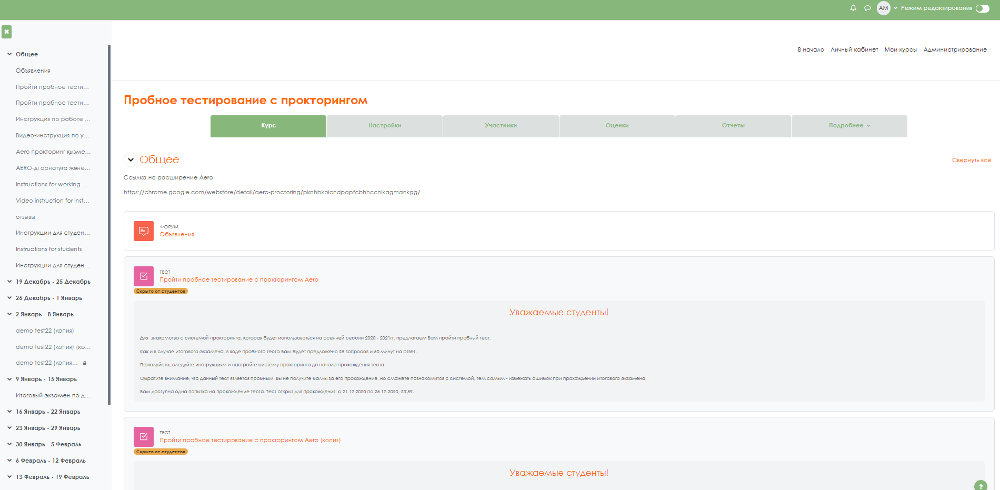 AM Режим редактирования
В начало Личный кабинет Мои курсы Администрирование
Общее
Объявления
Пройти пробное тести...
Пройти пробное тести...
Инструкция по работе ...
Видео-инструкция по у...
Aero прокторинг қызме...
AERO-ді орнатуға және...
Instructions for working ...
Video instruction for inst...
отзывы
Инструкции для студен...
Instructions for students
Инструкции для студен...
19 Декабрь - 25 Декабрь
26 Декабрь - 1 Январь
2 Январь - 8 Январь
demo test22 (копия)
demo test22 (копия) (ко...
demo test22 (копия...
9 Январь - 15 Январь
Итоговый экзамен по д...
16 Январь - 22 Январь
23 Январь - 29 Январь
30 Январь - 5 Февраль
6 Февраль - 12 Февраль
13 Февраль - 19 Февраль
Пробное тестирование с прокторингом
Курс Настройки Участники Оценки Отчеты Подробнее
Общее
Свернуть всё
Ссылка на расширение Aero
https://chrome.google.com/webstore/detail/aero-proctoring/pknhbkoicndpapfcbhhccnikagmankgg/
ФОРУМ
Объявления
ТЕСТ
Пройти пробное тестирование с прокторингом Aero
Скрыто от студентов
Уважаемые студенты!
Для знакомства с системой прокторинга, которая будет использоваться на осенней сессии 2020 - 2021гг. предлагаем Вам пройти пробный тест.
Как и в случае итогового экзамена, в ходе пробного теста Вам будет предложено 25 вопросов и 60 минут на ответ.
Пожалуйста, следуйте инструкциям и настройте систему прокторинга до начала прохождения теста.
Обратите внимание, что данный тест является пробным. Вы не получите баллы за его прохождение, но сможете познакомится с системой, тем самым - избежать ошибок при прохождении итогового экзамена.
Вам доступна одна попытка на прохождение теста. Тест открыт для прохождения: с 21.12.2020 по 26.12.2020, 23:59.
ТЕСТ
Пройти пробное тестирование с прокторингом Aero (копия)
Скрыто от студентов
Уважаемые студенты!
?